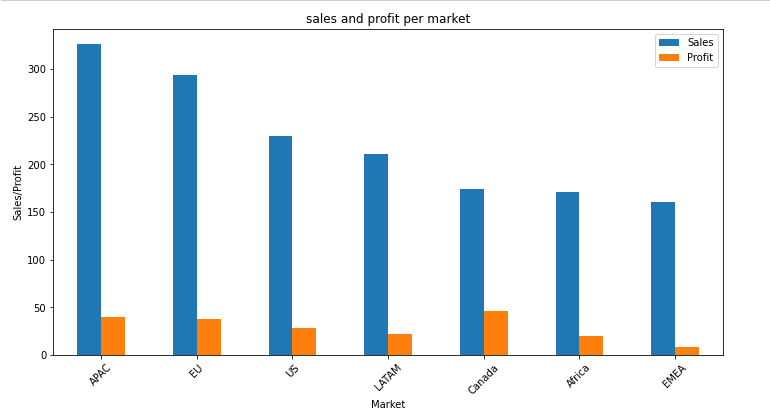 sales and profit per market
Sales
Profit
300
250
200
150
100
50
0
Sales/Profit
APAC
EU
US
LATAM
Canada
Africa
EMEA
Market